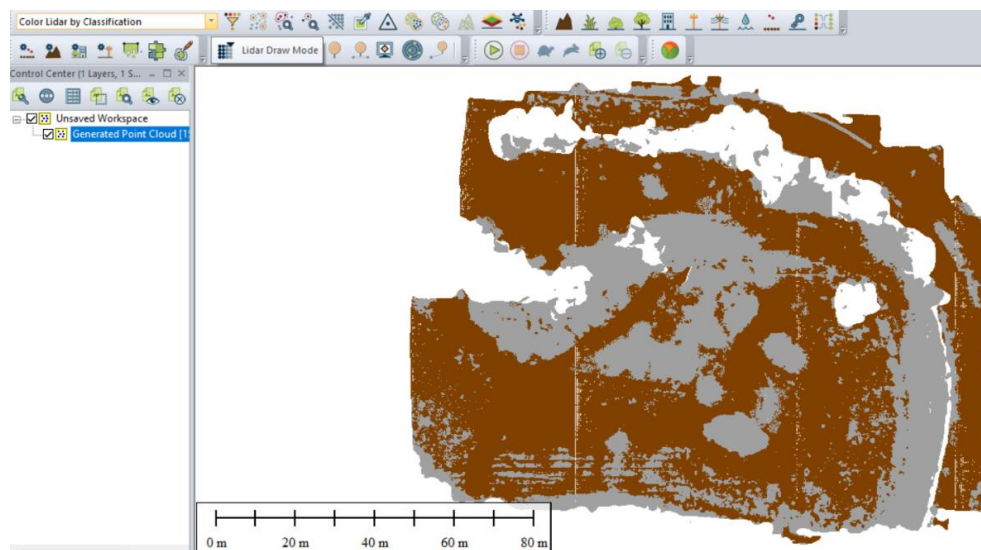 Color Lidar by Classification
Lidar Draw Mode
Control Center (1 Layers, 1 S...
Unsaved Workspace
Generated Point Cloud [1
0 m 20 m 40 m 60 m 80 m